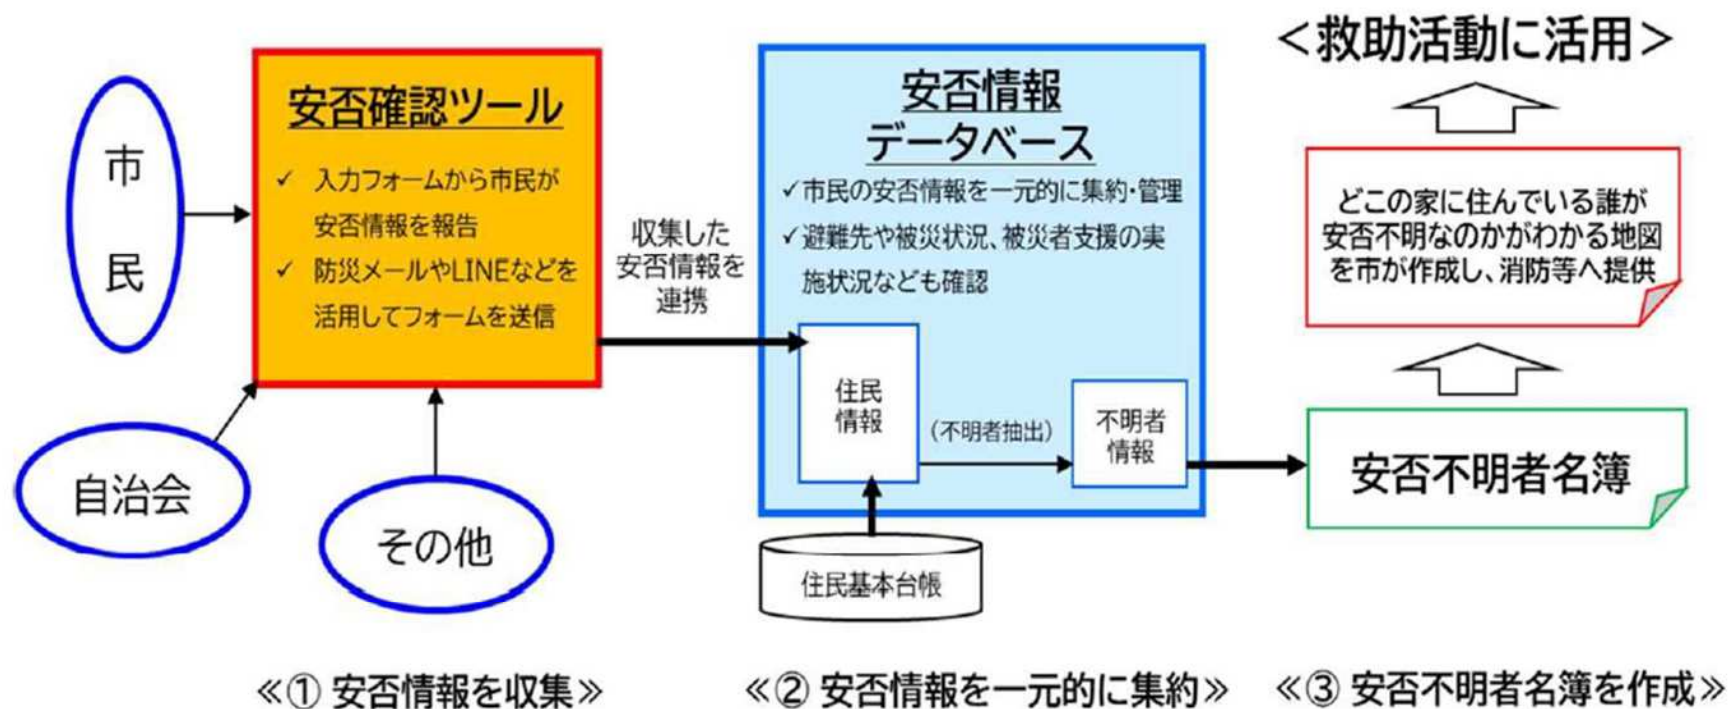 市
民
自治会
その他
安否確認ツール
✓ 入力フォームから市民が
安否情報を報告
✓ 防災メールやLINEなどを
活用してフォームを送信
収集した
安否情報を
連携
安否情報
データベース
✓市民の安否情報を一元的に集約・管理
✓避難先や被災状況、被災者支援の実
施状況なども確認
住民
情報
（不明者抽出）
不明者
情報
住民基本台帳
＜救助活動に活用＞
どこの家に住んでいる誰が
安否不明なのかがわかる地図
を市が作成し、消防等へ提供
安否不明者名簿
≪① 安否情報を収集≫
≪② 安否情報を一元的に集約≫
≪③ 安否不明者名簿を作成≫